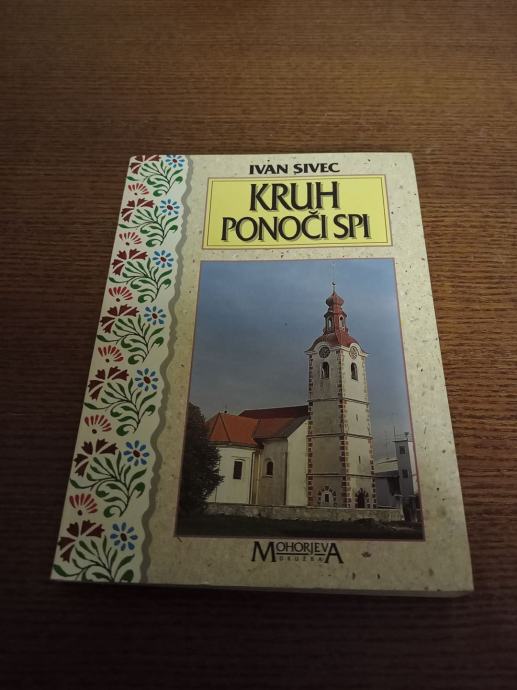 IVAN SIVEC
KRUH
PONOČI SPI
MOHORJEVA
DRUŽBA